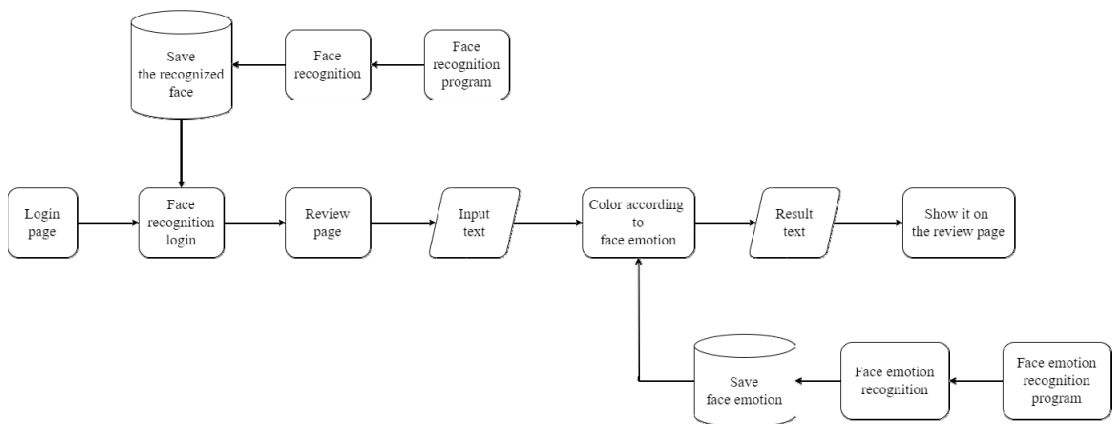 Save
the recognized
face
Face
recognition
Face
recognition
program
Login
page
Face
recognition
login
Review
page
Input
text
Color according
to
face emotion
Result
text
Show it on
the review page
Save
face emotion
Face emotion
recognition
Face emotion
recognition
program